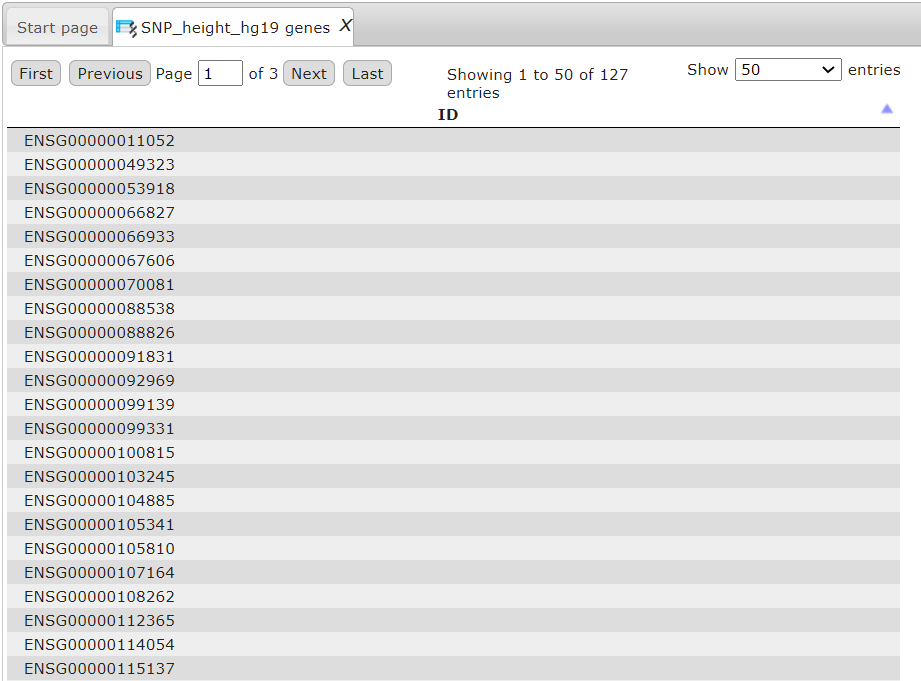 Start page
SNP_height_hg19 genes X
First Previous Page 1 of 3 Next Last
Showing 1 to 50 of 127
entries
Show 50 entries
ID
ENSG00000011052
ENSG00000049323
ENSG00000053918
ENSG00000066827
ENSG00000066933
ENSG00000067606
ENSG00000070081
ENSG00000088538
ENSG00000088826
ENSG00000091831
ENSG00000092969
ENSG00000099139
ENSG00000099331
ENSG00000100815
ENSG00000103245
ENSG00000104885
ENSG00000105341
ENSG00000105810
ENSG00000107164
ENSG00000108262
ENSG00000112365
ENSG00000114054
ENSG00000115137